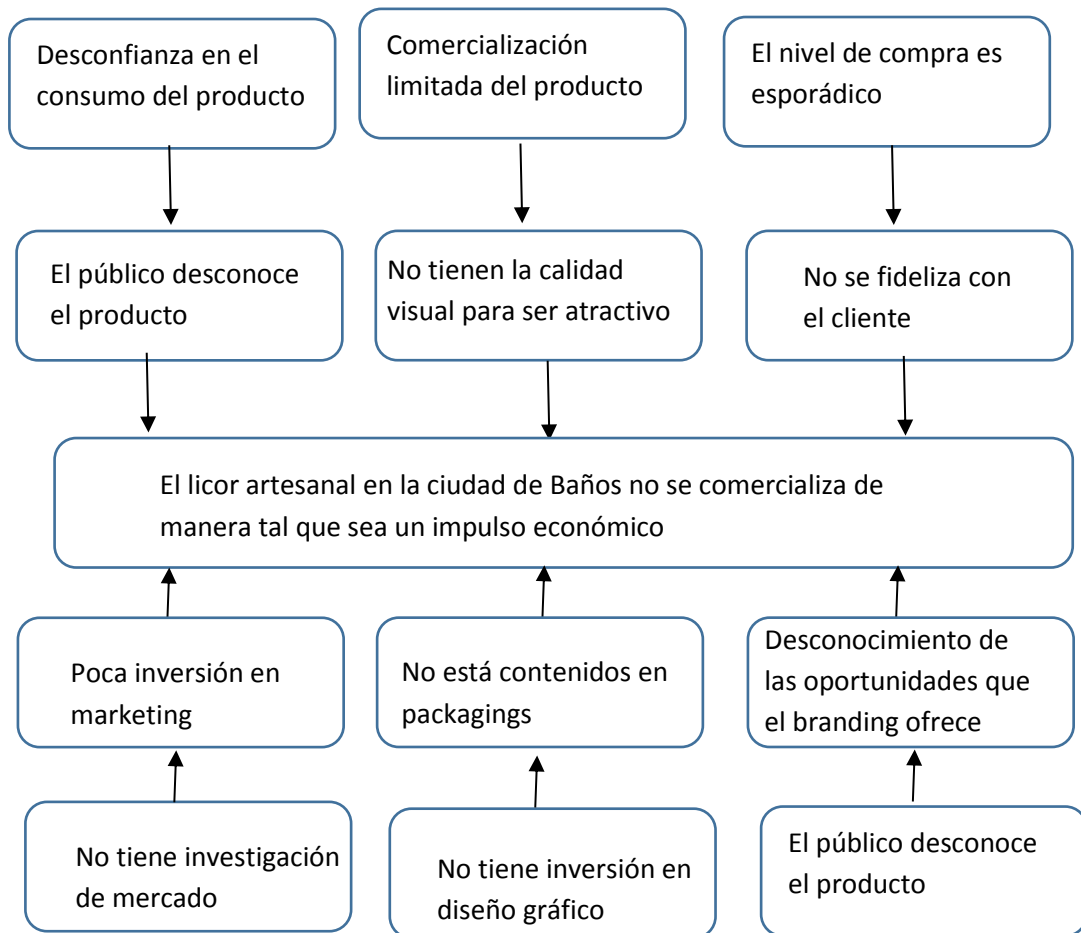 Desconfianza en el
consumo del producto
Comercialización
limitada del producto
El nivel de compra es
esporádico
El público desconoce
el producto
No tienen la calidad
visual para ser atractivo
No se fideliza con
el cliente
El licor artesanal en la ciudad de Baños no se comercializa de
manera tal que sea un impulso económico
Poca inversión en
marketing
No está contenidos en
packagings
Desconocimiento de
las oportunidades que
el branding ofrece
No tiene investigación
de mercado
No tiene inversión en
diseño gráfico
El público desconoce
el producto